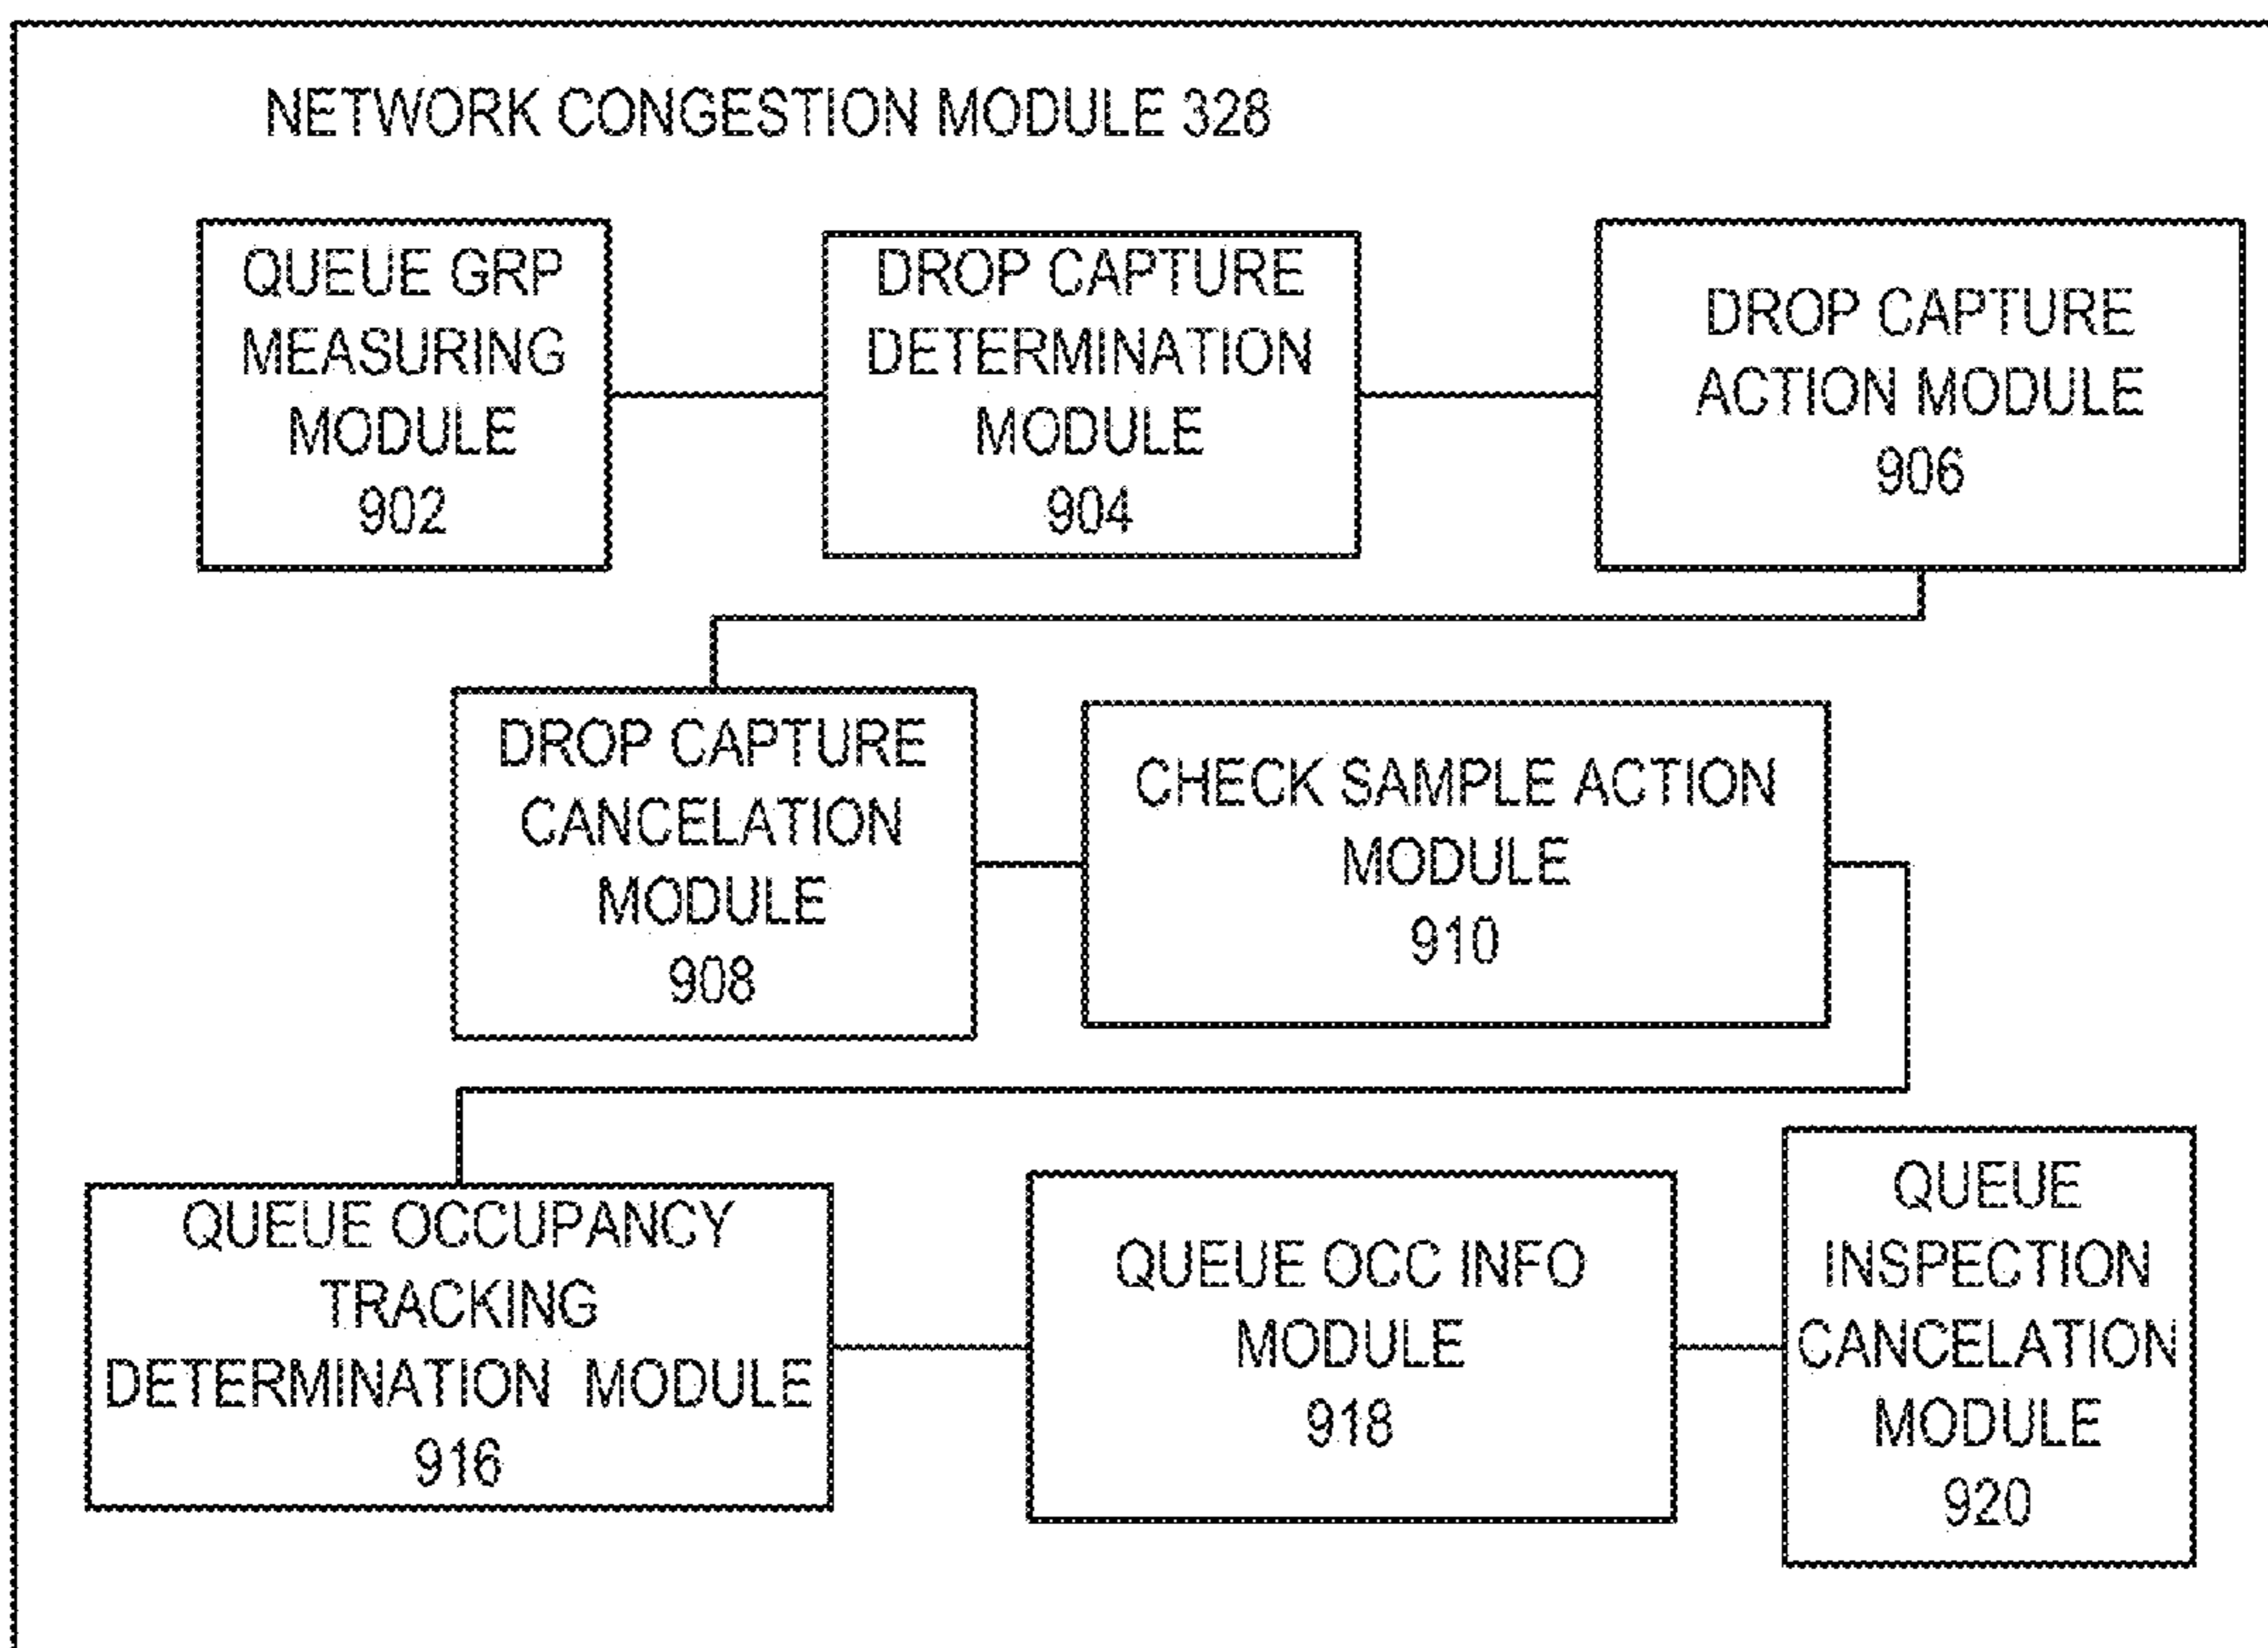 NETWORK CONGESTION MODULE 328
QUEUE GRP
MEASURING
MODULE
902
DROP CAPTURE
DETERMINATION
MODULE
904
DROP CAPTURE
ACTION MODULE
906
DROP CAPTURE
CANCELATION
MODULE
908
CHECK SAMPLE ACTION
MODULE
910
QUEUE OCCUPANCY
TRACKING
DETERMINATION MODULE
916
QUEUE OCC INFO
MODULE
918
QUEUE
INSPECTION
CANCELATION
MODULE
920